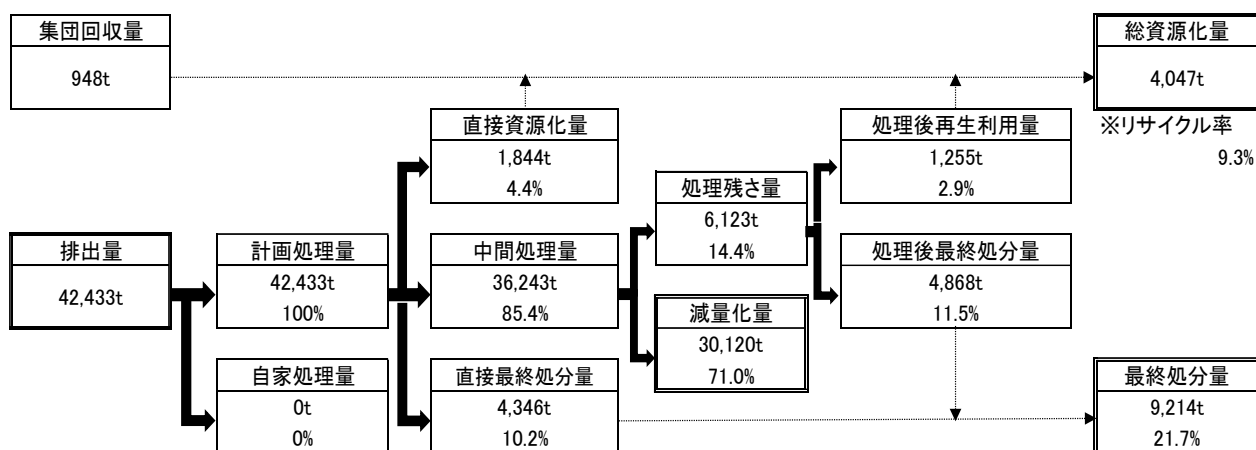 集団回収量
948t
総資源化量
4,047t
※リサイクル率
9.3%
直接資源化量
1,844t
4.4%
処理後再生利用量
1,255t
2.9%
処理残さ量
6,123t
14.4%
排出量
42,433t
計画処理量
42,433t
100%
中間処理量
36,243t
85.4%
処理後最終処分量
4,868t
11.5%
減量化量
30,120t
71.0%
自家処理量
0t
0%
直接最終処分量
4,346t
10.2%
最終処分量
9,214t
21.7%